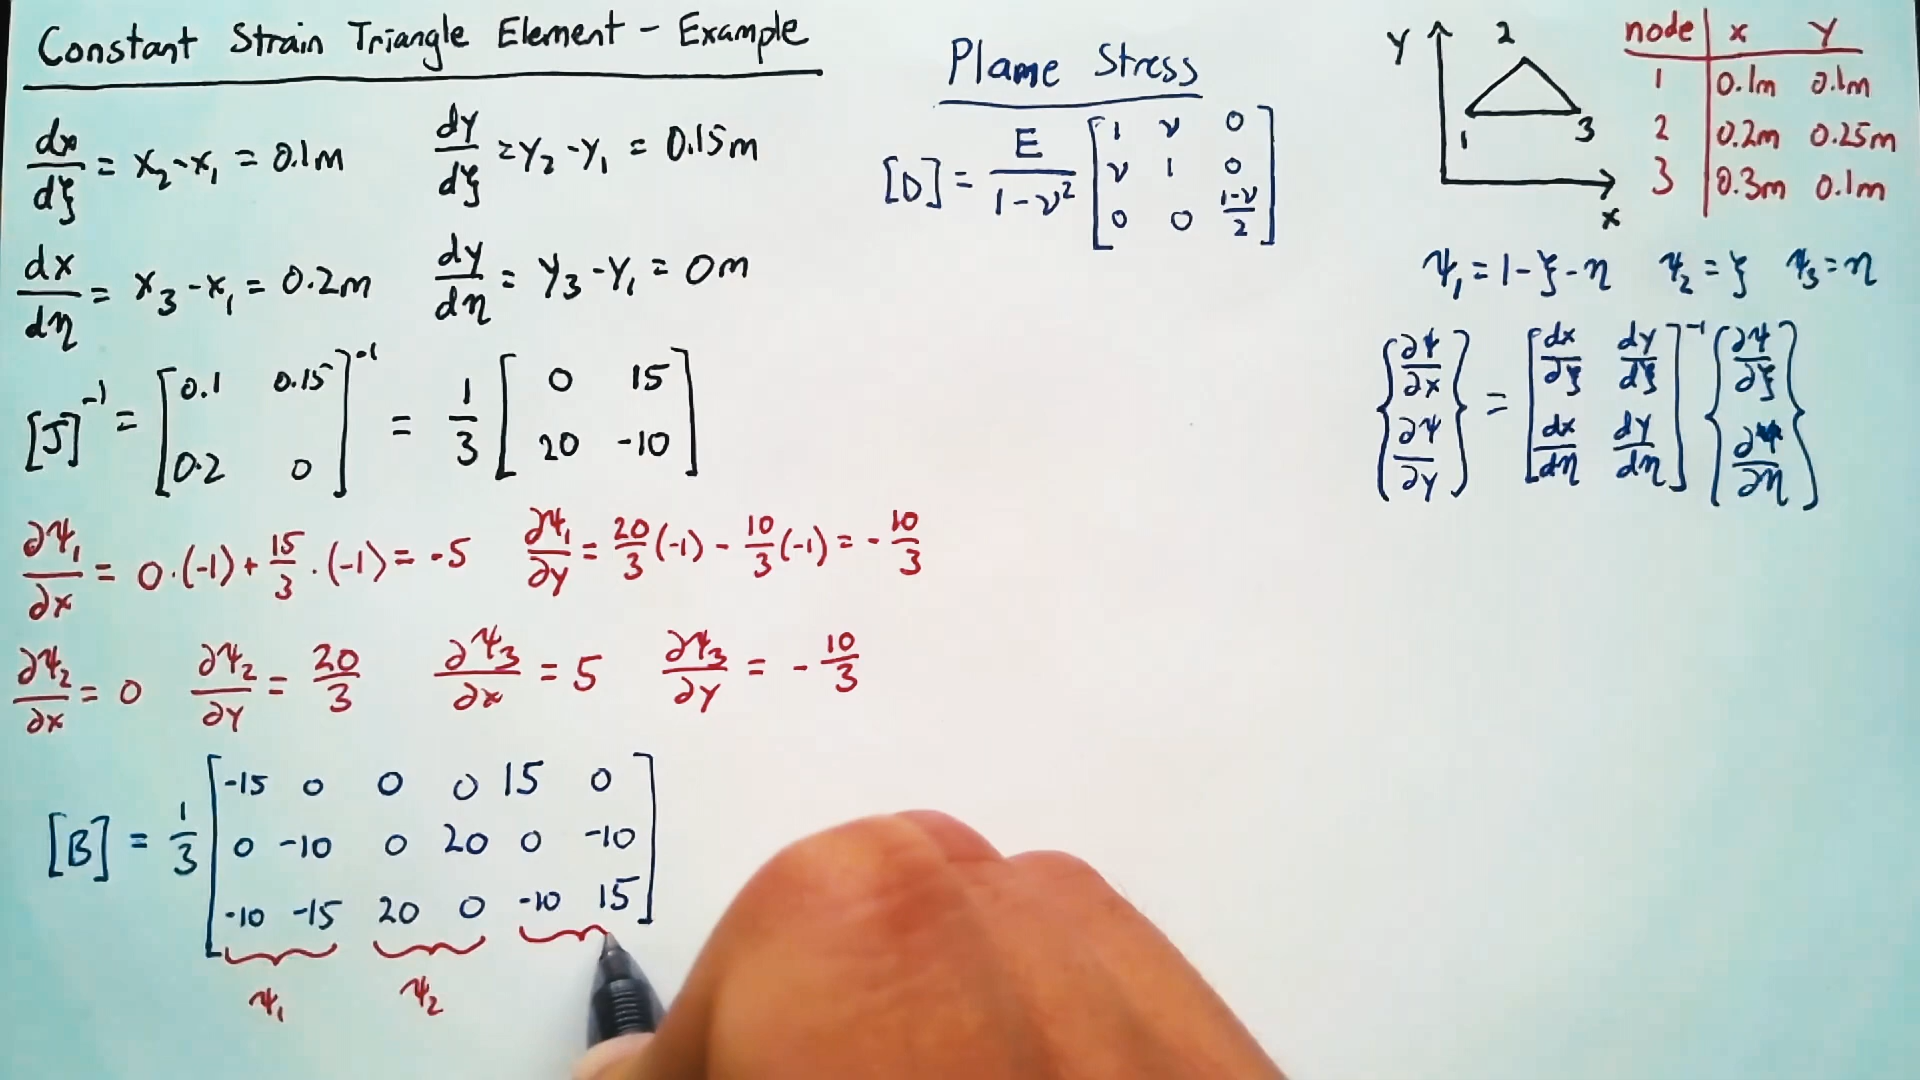 Constant Strain Triangle Element - Example
dx/dξ = x₂-x₁ = 0.1m    dy/dξ = y₂-y₁ = 0.15m
dx/dη = x₃-x₁ = 0.2m    dy/dη = y₃-y₁ = 0m
[J]⁻¹ = [0.1 0.15; 0.2 0]⁻¹ = 1/3 [0 15; 20 -10]
∂ψ₁/∂x = 0·(-1) + 15/3·(-1) = -5    ∂ψ₁/∂y = 20/3(-1) - 10/3(-1) = -10/3
∂ψ₂/∂x = 0    ∂ψ₂/∂y = 20/3    ∂ψ₃/∂x = 5    ∂ψ₃/∂y = -10/3
[B] = 1/3 [-15 0 0 0 15 0; 0 -10 0 20 0 -10; -10 -15 20 0 -10 15]
ψ₁ ψ₂
Plame Stress
[D] = E/(1-ν²) [1 ν 0; ν 1 0; 0 0 (1-ν)/2]
Y
2
1
3
x
node x y
1 0.1m 0.1m
2 0.2m 0.25m
3 0.3m 0.1m
ψ₁ = 1-ξ-η    ψ₂ = ξ    ψ₃ = η
{∂ψ/∂x; ∂ψ/∂y} = [dx/∂ξ dy/dξ; dx/dη dy/dη]⁻¹ {∂ψ/∂ξ; ∂ψ/∂η}